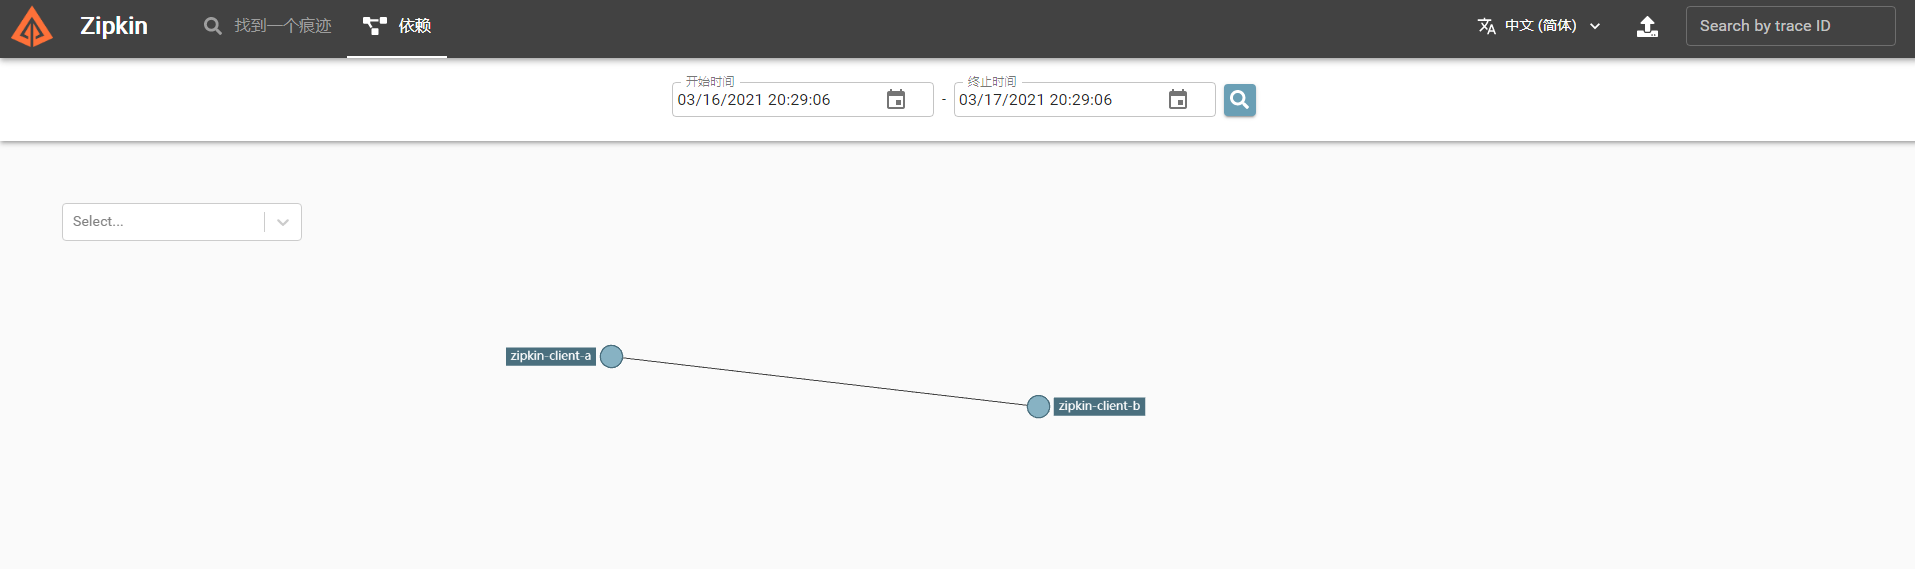 Zipkin 找到一个痕迹 依赖 中文 (简体) Search by trace ID
开始时间 终止时间
03/16/2021 20:29:06 - 03/17/2021 20:29:06
Select...
zipkin-client-a
zipkin-client-b